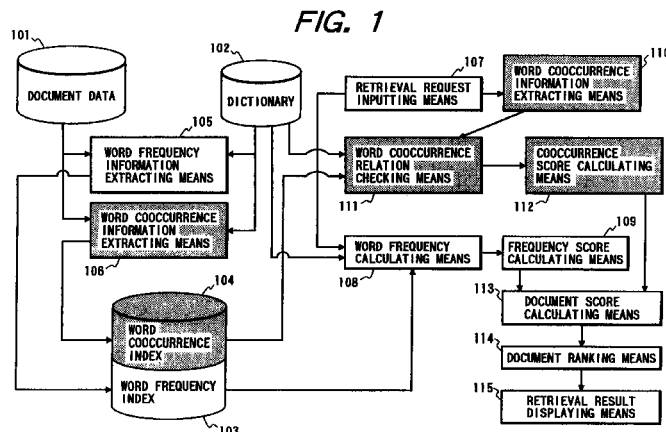 FIG. 1
101
DOCUMENT DATA
102
DICTIONARY
105
WORD FREQUENCY
INFORMATION
EXTRACTING MEANS
WORD COOCCURRENCE
INFORMATION
EXTRACTING MEANS
106
104
WORD
COOCCURRENCE
INDEX
WORD FREQUENCY
INDEX
103
107
RETRIEVAL REQUEST
INPUTTING MEANS
110
WORD COOCCURRENCE
INFORMATION
EXTRACTING MEANS
WORD COOCCURRENCE
RELATION
CHECKING MEANS
111
COOCCURRENCE
SCORE CALCULATING
MEANS
112
WORD FREQUENCY
CALCULATING MEANS
108
109
FREQUENCY SCORE
CALCULATING MEANS
113
DOCUMENT SCORE
CALCULATING MEANS
114
DOCUMENT RANKING MEANS
115
RETRIEVAL RESULT
DISPLAYING MEANS